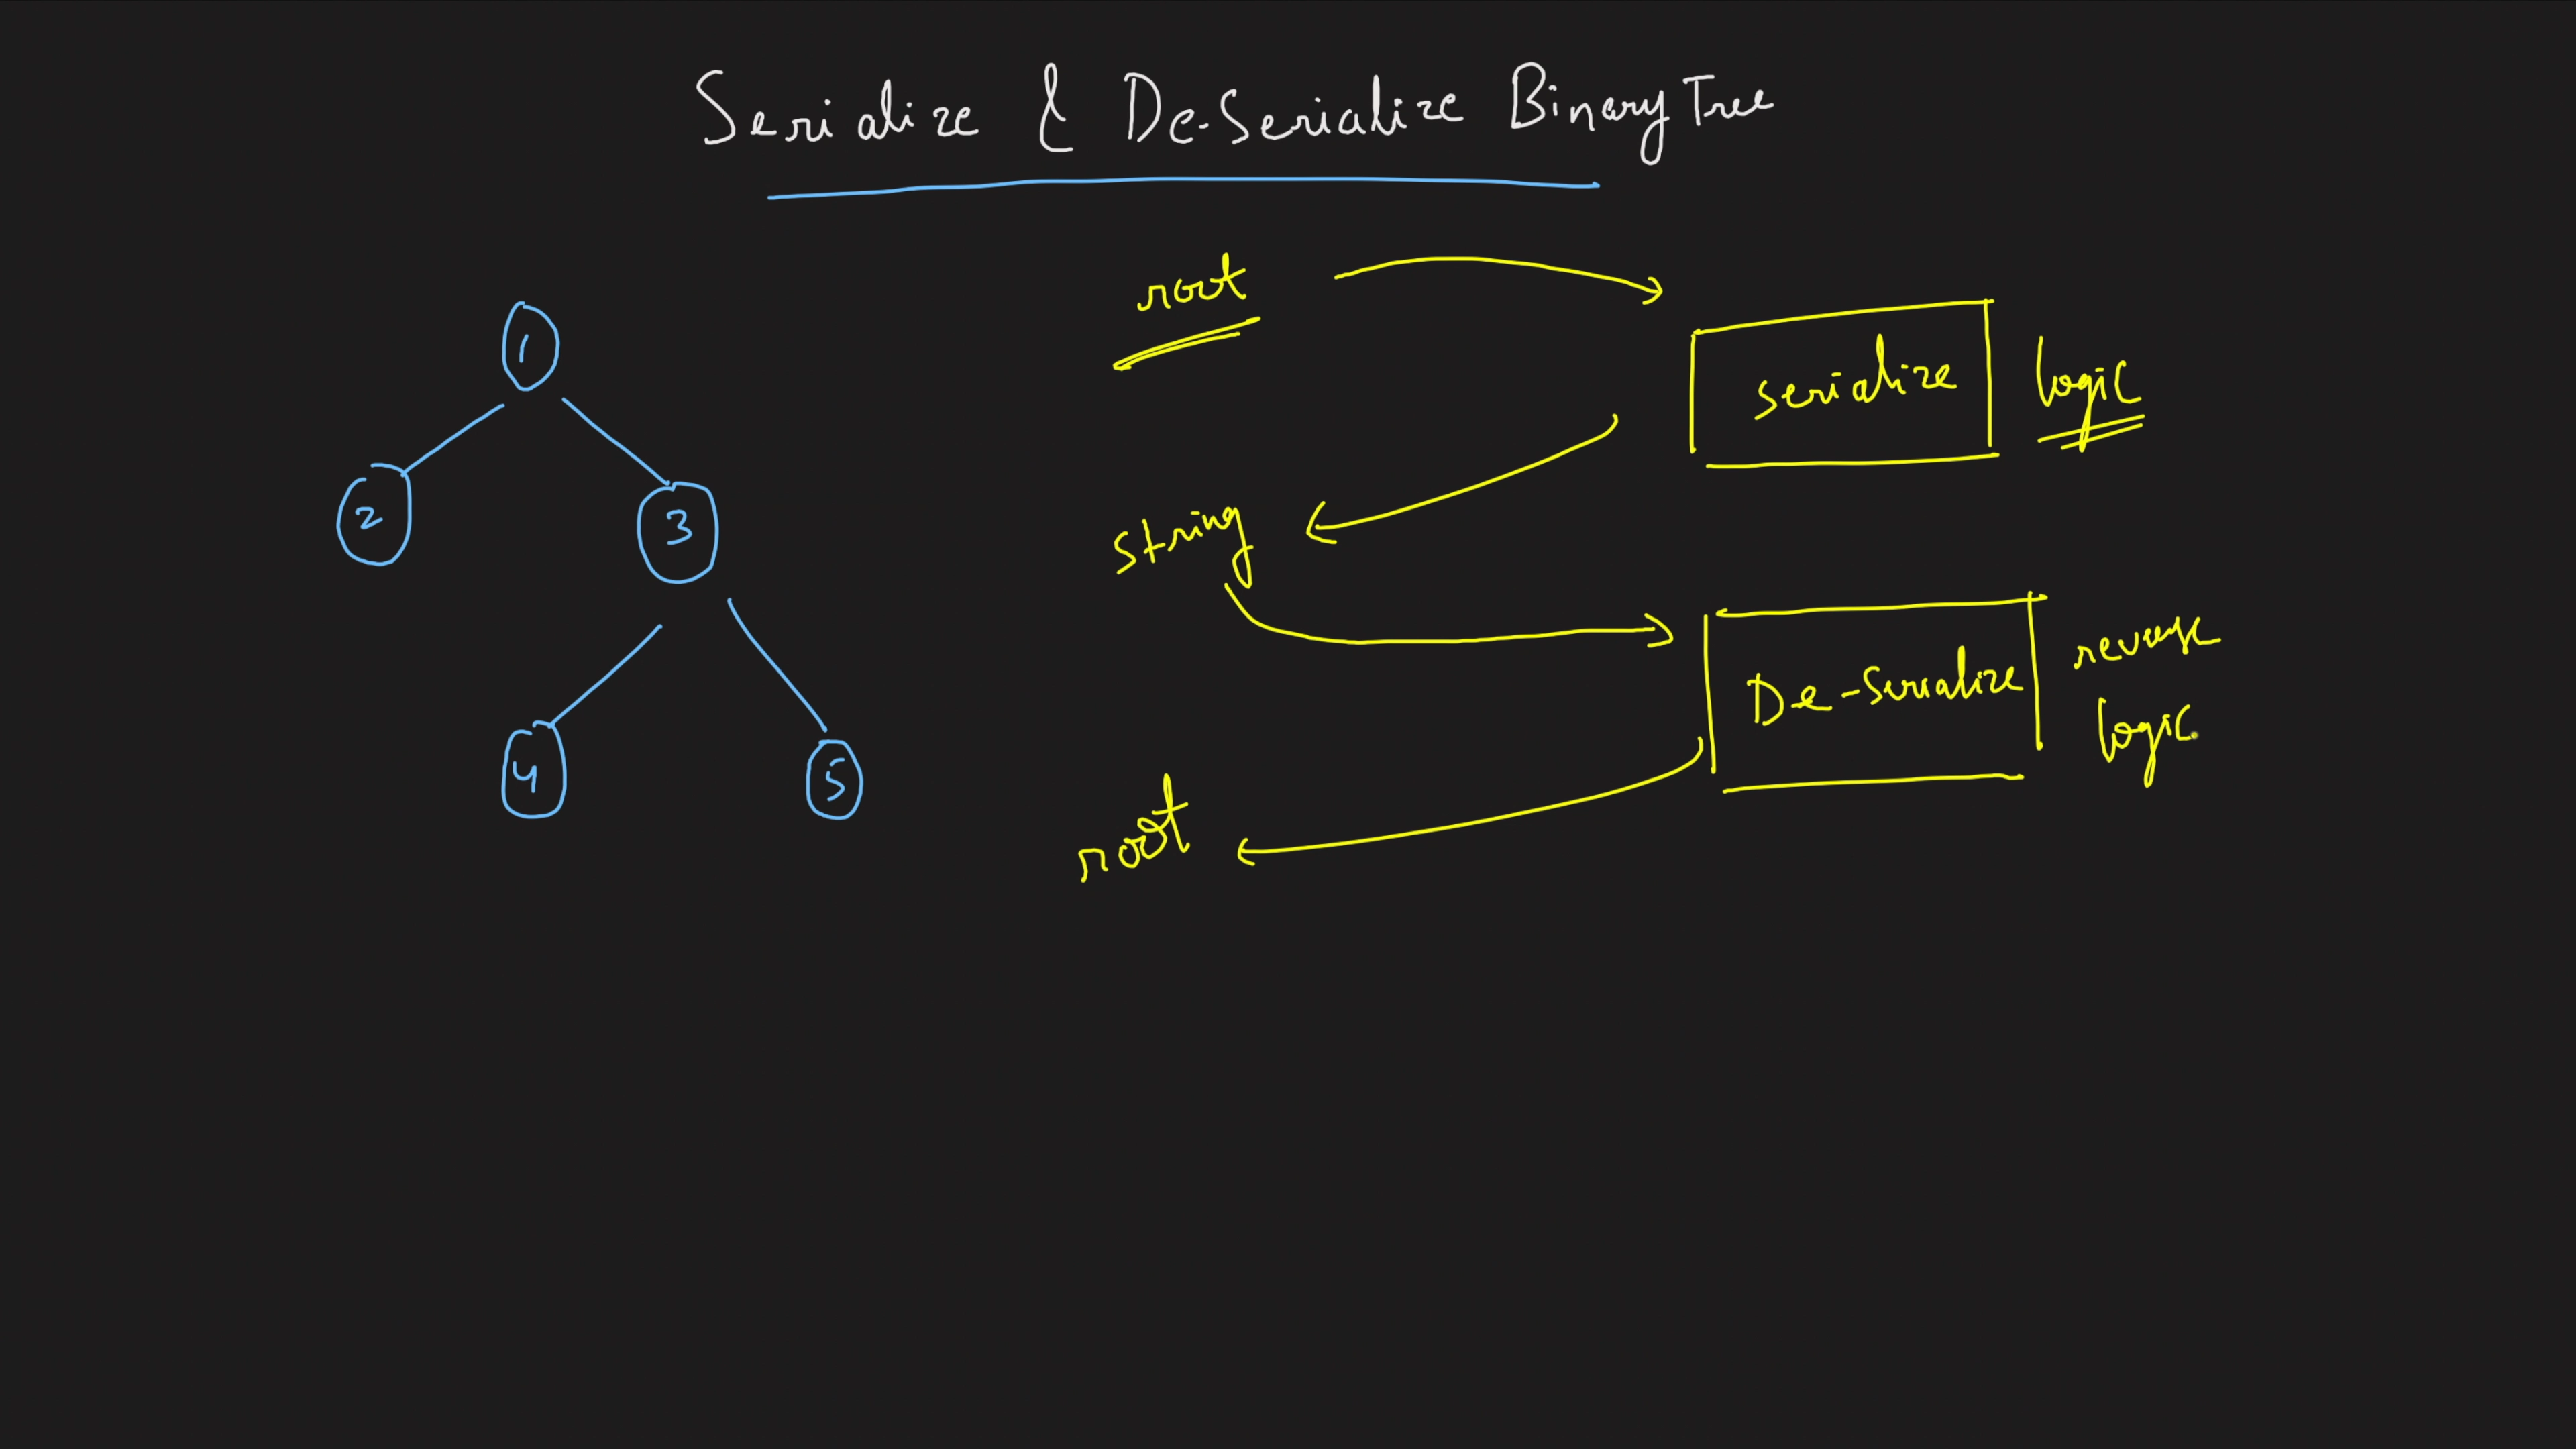 Serialize & De-Serialize Binary Tree
root
serialize
logic
string
De-Serialize
reverse
logic
root
1
2
3
4
5